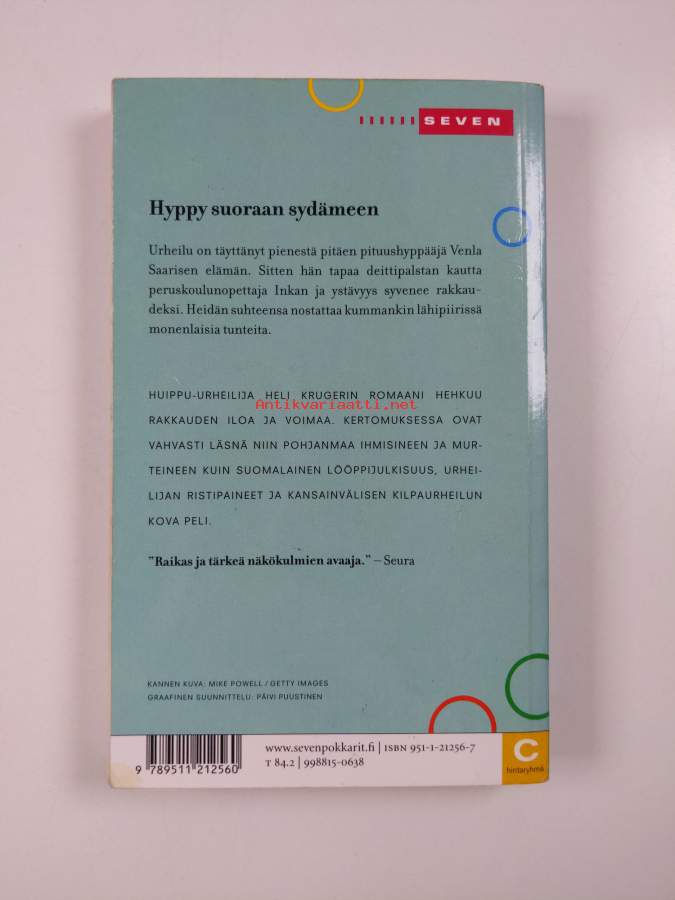 SEVEN
Hyppy suoraan sydämeen
Urheilu on täyttänyt pienestä pitäen pituushyppääjä Venla
Saarisen elämän. Sitten hän tapaa deittipalstan kautta
peruskoulunopettaja Inkan ja ystävyys syvenee rakkau-
deksi. Heidän suhteensa nostattaa kummankin lähipiirissä
monenlaisia tunteita.
HUIPPU-URHEILIJA HELI KRUGERIN ROMAANI HEHKUU
Antikvariaatti.net
RAKKAUDEN ILOA JA VOIMAA. KERTOMUKSESSA OVAT
VAHVASTI LÄSNÄ NIIN POHJANMAA IHMISINEEN JA MUR-
TEINEEN KUIN SUOMALAINEN LÖÖPPIJULKISUUS, URHEI-
LIJAN RISTIPAINEET JA KANSAINVÄLISEN KILPAURHEILUN
KOVA PELI.
"Raikas ja tärkeä näkökulmien avaaja." – Seura
KANNEN KUVA: MIKE POWELL / GETTY IMAGES
GRAAFINEN SUUNNITTELU: PÄIVI PUUSTINEN
www.sevenpokkarit.fi | ISBN 951-1-21256-7
T 84.2 | 998815-0638
9 789511 212560
C
hintaryhmä